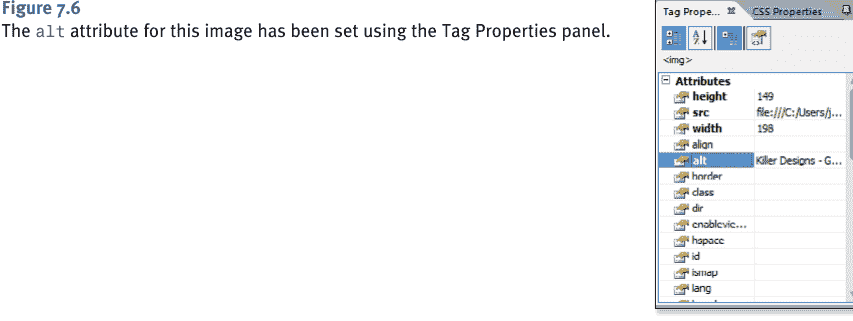 Figure 7.6
The alt attribute for this image has been set using the Tag Properties panel.
Tag Prope... CSS Properties
<img>
Attributes
height 149
src file:///C:/Users/j...
width 198
align
alt Killer Designs - G...
border
class
dir
enablevie...
hspace
id
ismap
lang